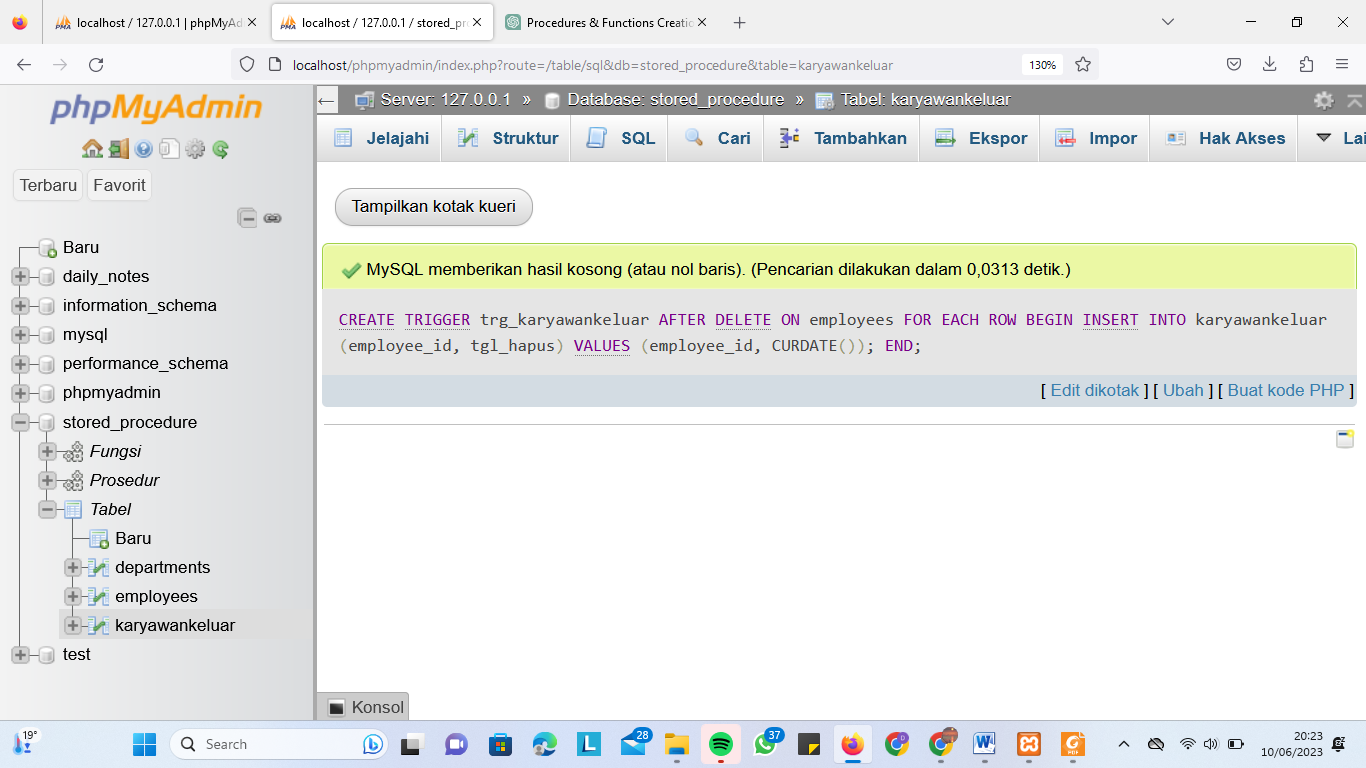 localhost / 127.0.0.1 | phpMyAd
localhost / 127.0.0.1 / stored_pr
Procedures & Functions Creatio
localhost/phpmyadmin/index.php?route=/table/sql&db=stored_procedure&table=karyawankeluar
130%
phpMyAdmin
Terbaru
Favorit
Baru
daily_notes
information_schema
mysql
performance_schema
phpmyadmin
stored_procedure
Fungsi
Prosedur
Tabel
Baru
departments
employees
karyawankeluar
test
Server: 127.0.0.1 » Database: stored_procedure » Tabel: karyawankeluar
Jelajahi Struktur SQL Cari Tambahkan Ekspor Impor Hak Akses Lai
Tampilkan kotak kueri
MySQL memberikan hasil kosong (atau nol baris). (Pencarian dilakukan dalam 0,0313 detik.)
CREATE TRIGGER trg_karyawankeluar AFTER DELETE ON employees FOR EACH ROW BEGIN INSERT INTO karyawankeluar
(employee_id, tgl_hapus) VALUES (employee_id, CURDATE()); END;
[ Edit dikotak ] [ Ubah ] [ Buat kode PHP ]
Konsol
19°
Search
28
37
20:23
10/06/2023